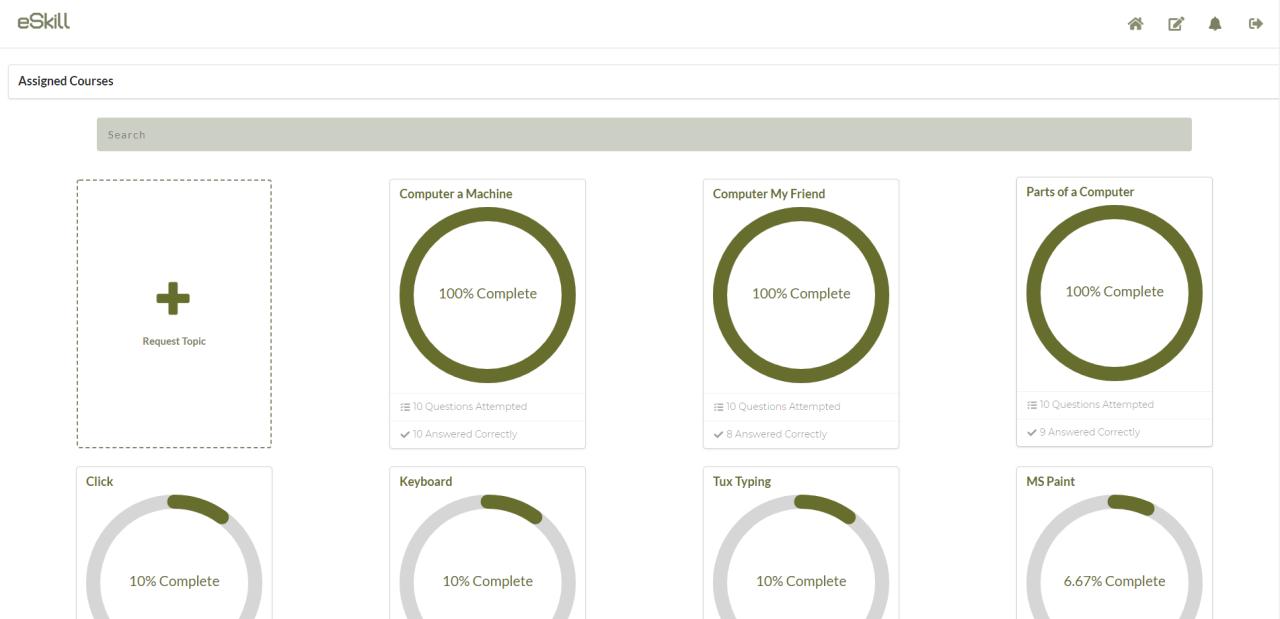 eSkill
Assigned Courses
Search
Request Topic
Computer a Machine
100% Complete
10 Questions Attempted
10 Answered Correctly
Computer My Friend
100% Complete
10 Questions Attempted
8 Answered Correctly
Parts of a Computer
100% Complete
10 Questions Attempted
9 Answered Correctly
Click
10% Complete
Keyboard
10% Complete
Tux Typing
10% Complete
MS Paint
6.67% Complete